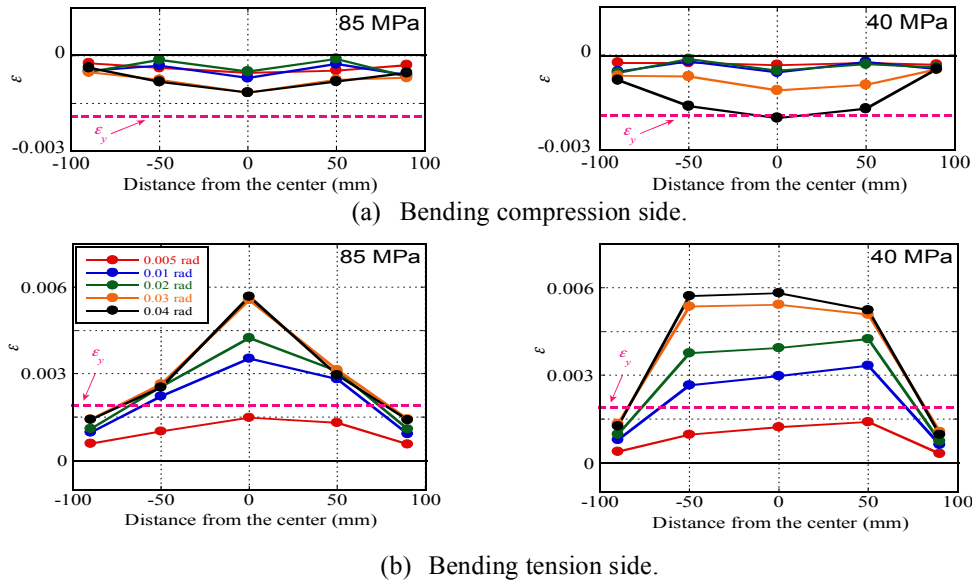 85 MPa
40 MPa
0
0
ε
ε
ε_y
ε_y
-0.003
-0.003
-100 -50 0 50 100
-100 -50 0 50 100
Distance from the center (mm)
Distance from the center (mm)
(a) Bending compression side.
85 MPa
40 MPa
0.005 rad
0.01 rad
0.02 rad
0.03 rad
0.04 rad
0.006
0.006
ε
ε
ε_y
ε_y
0.003
0.003
0
0
-100 -50 0 50 100
-100 -50 0 50 100
Distance from the center (mm)
Distance from the center (mm)
(b) Bending tension side.